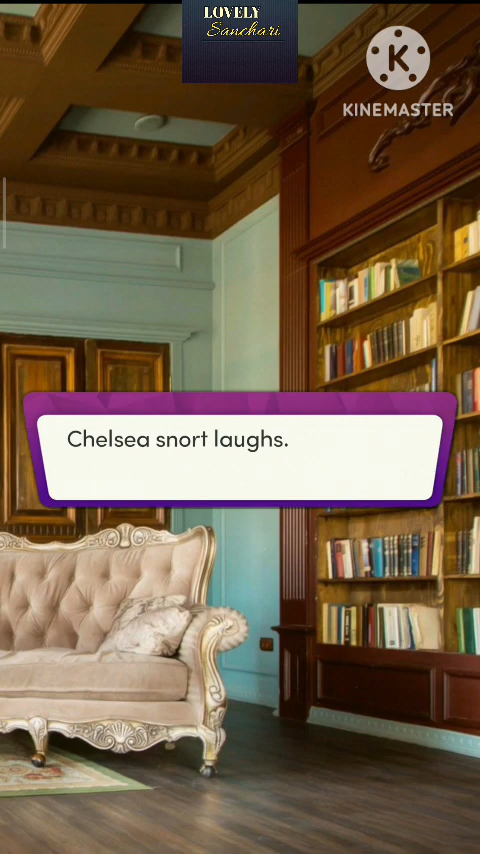 LOVELY
Sanchari
K
KINEMASTER
Chelsea snort laughs.